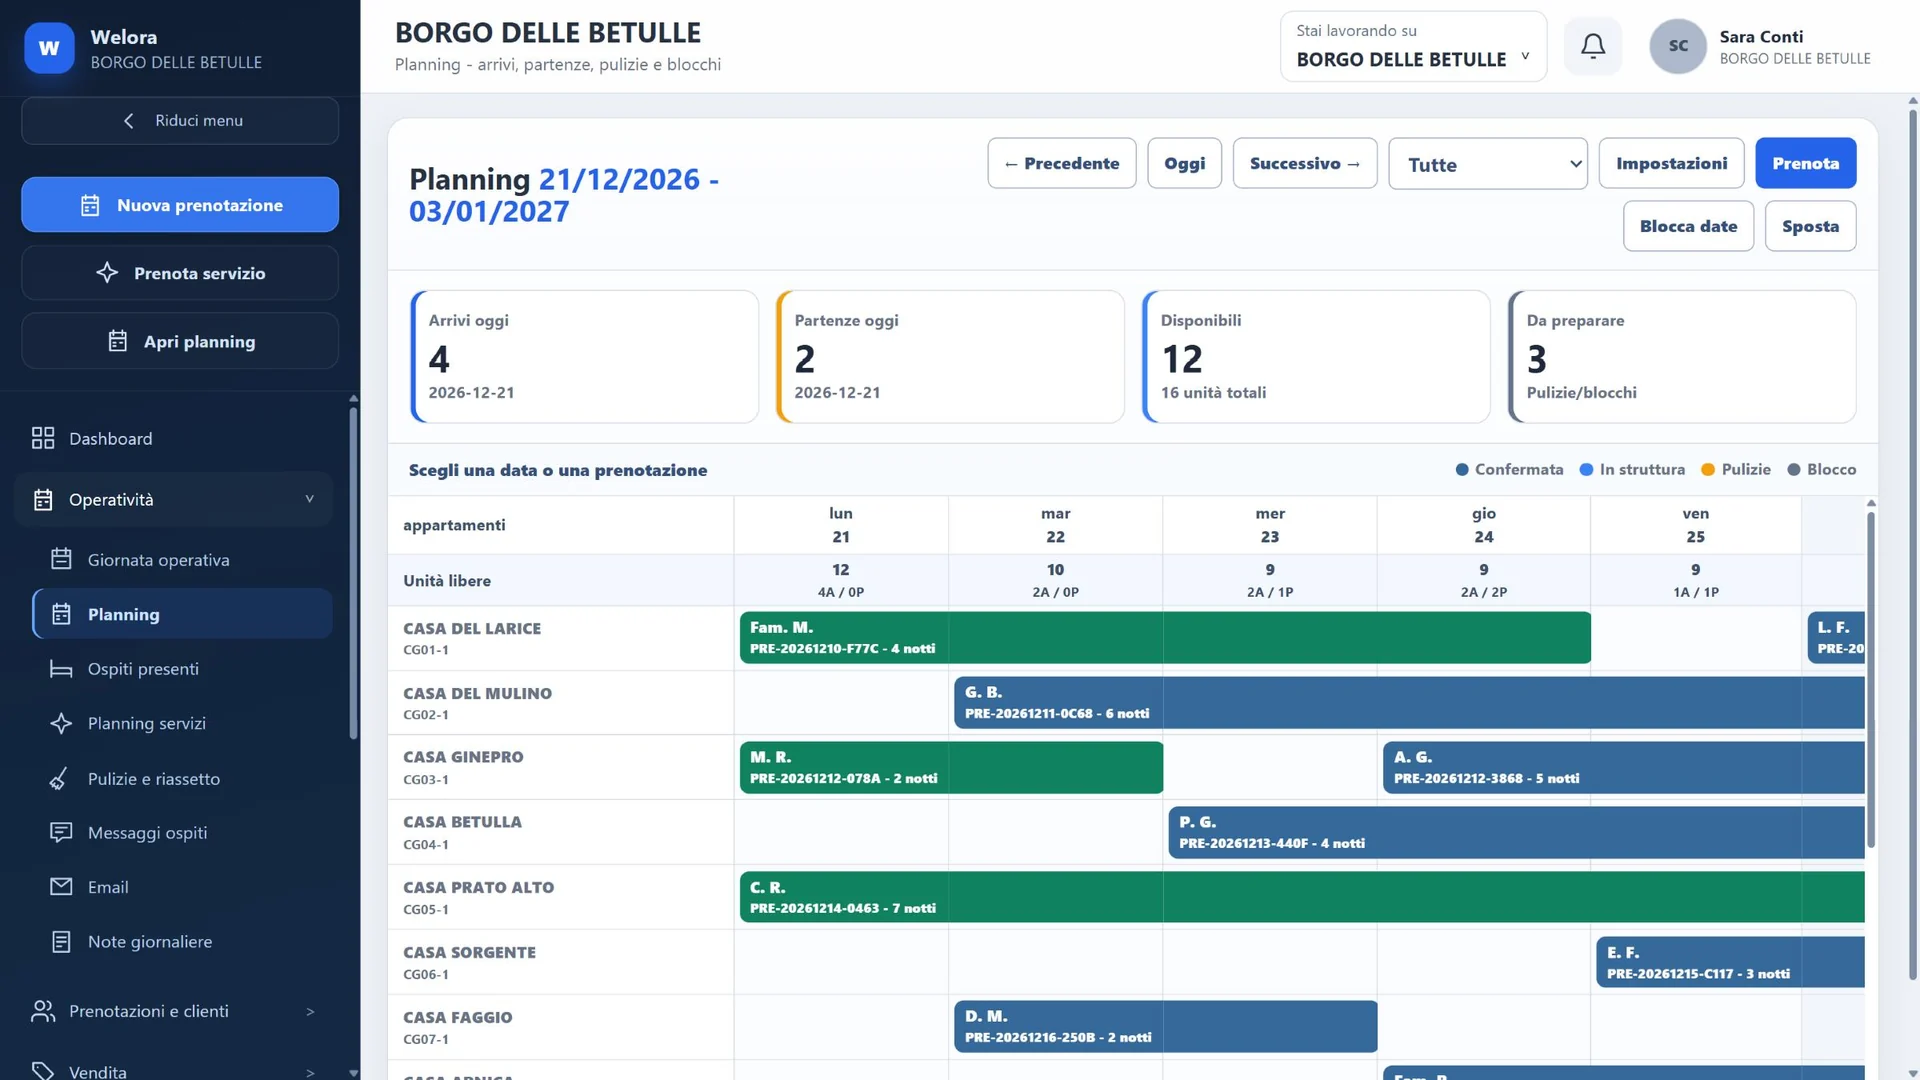 W
Welora
BORGO DELLE BETULLE
Riduci menu
Nuova prenotazione
Prenota servizio
Apri planning
Dashboard
Operatività
Giornata operativa
Planning
Ospiti presenti
Planning servizi
Pulizie e riassetto
Messaggi ospiti
Email
Note giornaliere
Prenotazioni e clienti
Vendita
BORGO DELLE BETULLE
Planning - arrivi, partenze, pulizie e blocchi
Stai lavorando su
BORGO DELLE BETULLE
SC
Sara Conti
BORGO DELLE BETULLE
Planning 21/12/2026 -
03/01/2027
← Precedente
Oggi
Successivo →
Tutte
Impostazioni
Prenota
Blocca date
Sposta
Arrivi oggi
4
2026-12-21
Partenze oggi
2
2026-12-21
Disponibili
12
16 unità totali
Da preparare
3
Pulizie/blocchi
Scegli una data o una prenotazione
Confermata
In struttura
Pulizie
Blocco
appartamenti
lun
21
mar
22
mer
23
gio
24
ven
25
Unità libere
12
4A / 0P
10
2A / 0P
9
2A / 1P
9
2A / 2P
9
1A / 1P
CASA DEL LARICE
CG01-1
Fam. M.
PRE-20261210-F77C - 4 notti
L. F.
PRE-20
CASA DEL MULINO
CG02-1
G. B.
PRE-20261211-0C68 - 6 notti
CASA GINEPRO
CG03-1
M. R.
PRE-20261212-078A - 2 notti
A. G.
PRE-20261212-3868 - 5 notti
CASA BETULLA
CG04-1
P. G.
PRE-20261213-440F - 4 notti
CASA PRATO ALTO
CG05-1
C. R.
PRE-20261214-0463 - 7 notti
CASA SORGENTE
CG06-1
E. F.
PRE-20261215-C117 - 3 notti
CASA FAGGIO
CG07-1
D. M.
PRE-20261216-250B - 2 notti